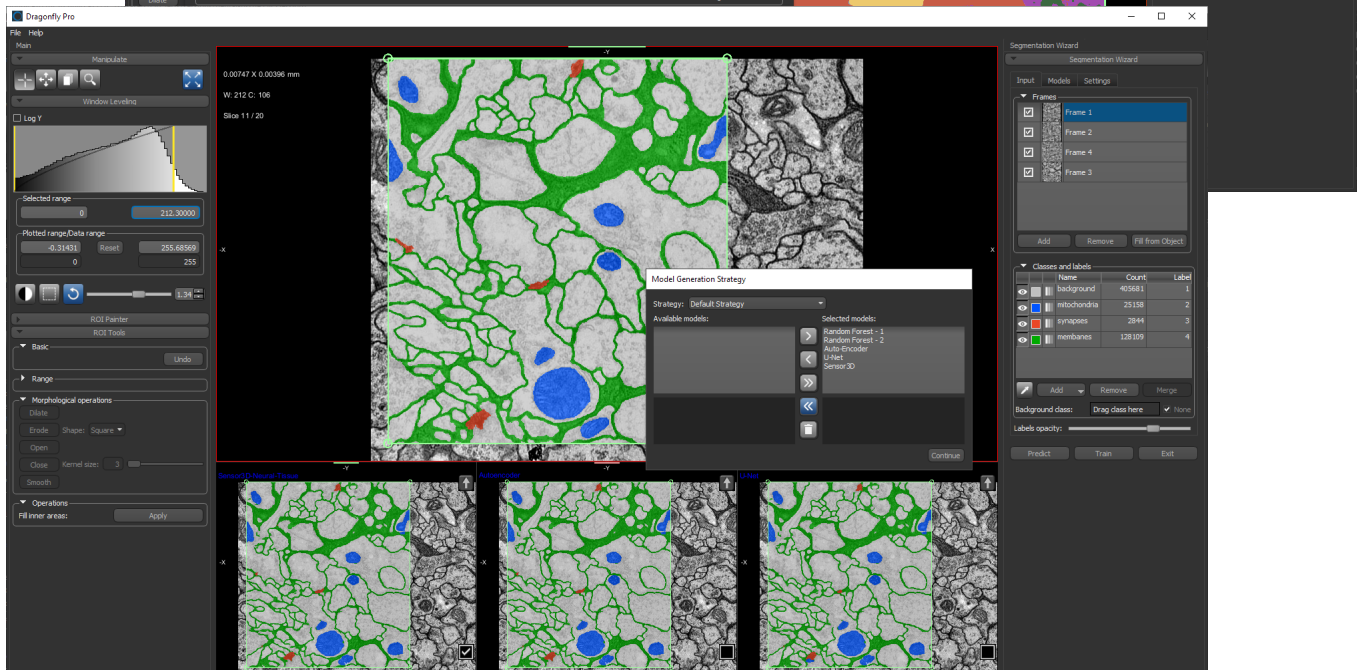 Dilate
Dragonfly Pro
File Help
Main
Manipulate
Window Leveling
Log Y
Selected range
0 212.30000
Plotted range/Data range
-0.31431 Reset 255.68569
0 255
1.34
ROI Painter
ROI Tools
Basic
Undo
Range
Morphological operations
Dilate
Erode Shape: Square
Open
Close Kernel size: 3
Smooth
Operations
Fill inner areas: Apply
-Y
0.00747 X 0.00396 mm
W: 212 C: 106
Slice 11 / 20
-X
X
Model Generation Strategy
Strategy: Default Strategy
Available models: Selected models:
Random Forest - 1
Random Forest - 2
Auto-Encoder
U-Net
Sensor3D
Continue
-Y
-Y
-X
-X
-X
Segmentation Wizard
Segmentation Wizard
Input Models Settings
Frames
Frame 1
Frame 2
Frame 4
Frame 3
Add Remove Fill from Object
Classes and labels
Name Count Label
background 405681 1
mitochondria 25158 2
synapses 2844 3
membanes 128109 4
Add Remove Merge
Background class: Drag class here None
Labels opacity:
Predict Train Exit